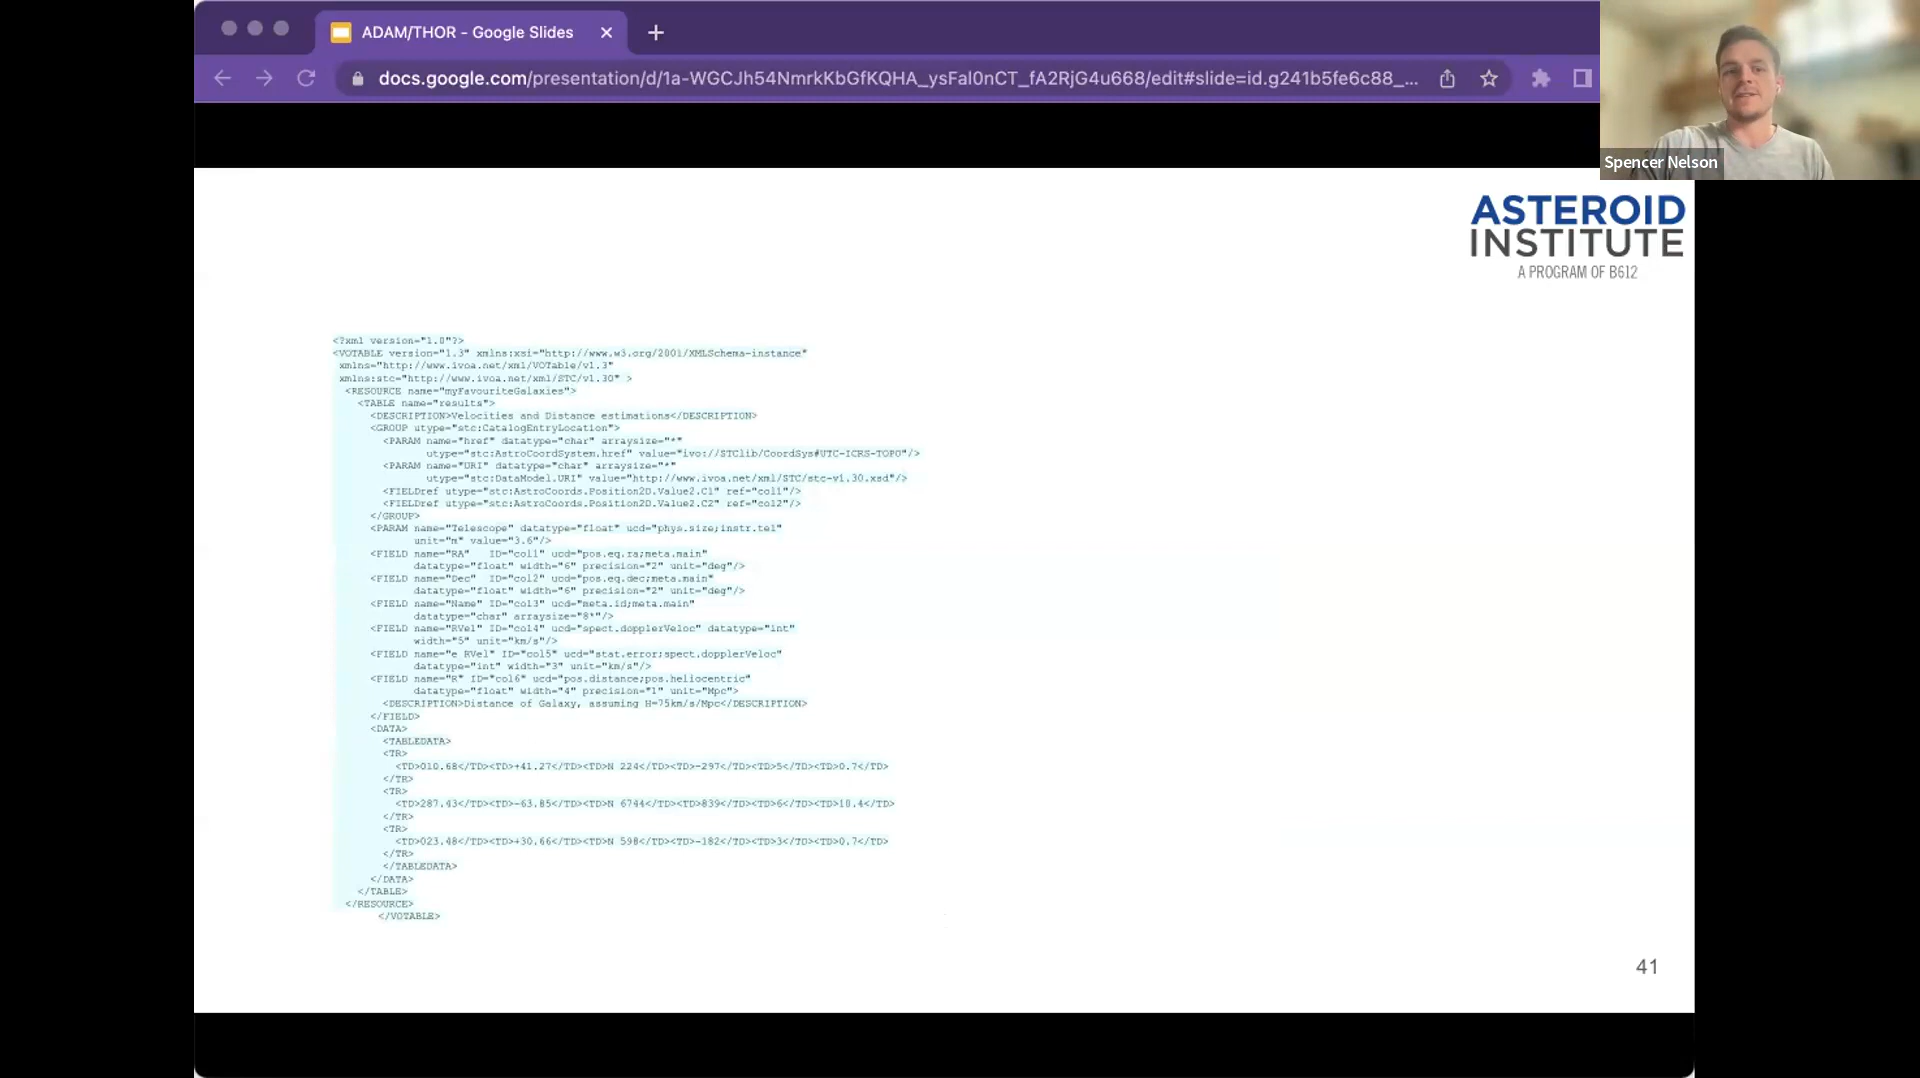 ADAM/THOR - Google Slides
docs.google.com/presentation/d/1a-WGCJh54NmrkKbGfKQHA_ysFal0nCT_fA2RjG4u668/edit#slide=id.g241b5fe6c88_...
Spencer Nelson
ASTEROID
INSTITUTE
A PROGRAM OF B612
<?xml version="1.0"?>
<VOTABLE version="1.3" xmlns:xsi="http://www.w3.org/2001/XMLSchema-instance"
xmlns="http://www.ivoa.net/xml/VOTable/v1.3"
xmlns:stc="http://www.ivoa.net/xml/STC/v1.30" >
<RESOURCE name="myFavouriteGalaxies">
<TABLE name="results">
<DESCRIPTION>Velocities and Distance estimations</DESCRIPTION>
<GROUP utype="stc:CatalogEntryLocation">
<PARAM name="href" datatype="char" arraysize="*"
utype="stc:AstroCoordSystem.href" value="ivo://STClib/CoordSys#UTC-ICRS-TOPO"/>
<PARAM name="URI" datatype="char" arraysize="*"
utype="stc:DataModel.URI" value="http://www.ivoa.net/xml/STC/stc-v1.30.xsd"/>
<FIELDref utype="stc:AstroCoords.Position2D.Value2.C1" ref="col1"/>
<FIELDref utype="stc:AstroCoords.Position2D.Value2.C2" ref="col2"/>
</GROUP>
<PARAM name="Telescope" datatype="float" ucd="phys.size;instr.tel"
unit="m" value="3.6"/>
<FIELD name="RA" ID="col1" ucd="pos.eq.ra;meta.main"
datatype="float" width="6" precision="2" unit="deg"/>
<FIELD name="Dec" ID="col2" ucd="pos.eq.dec;meta.main"
datatype="float" width="6" precision="2" unit="deg"/>
<FIELD name="Name" ID="col3" ucd="meta.id;meta.main"
datatype="char" arraysize="8*"/>
<FIELD name="RVel" ID="col4" ucd="spect.dopplerVeloc" datatype="int"
width="5" unit="km/s"/>
<FIELD name="e RVel" ID="col5" ucd="stat.error;spect.dopplerVeloc"
datatype="int" width="3" unit="km/s"/>
<FIELD name="R" ID="col6" ucd="pos.distance;pos.heliocentric"
datatype="float" width="4" precision="1" unit="Mpc">
<DESCRIPTION>Distance of Galaxy, assuming H=75km/s/Mpc</DESCRIPTION>
</FIELD>
<DATA>
<TABLEDATA>
<TR>
<TD>010.68</TD><TD>+41.27</TD><TD>N 224</TD><TD>-297</TD><TD>5</TD><TD>0.7</TD>
</TR>
<TR>
<TD>287.43</TD><TD>-63.85</TD><TD>N 6744</TD><TD>839</TD><TD>6</TD><TD>10.4</TD>
</TR>
<TR>
<TD>023.48</TD><TD>+30.66</TD><TD>N 598</TD><TD>-182</TD><TD>3</TD><TD>0.7</TD>
</TR>
</TABLEDATA>
</DATA>
</TABLE>
</RESOURCE>
</VOTABLE>
41